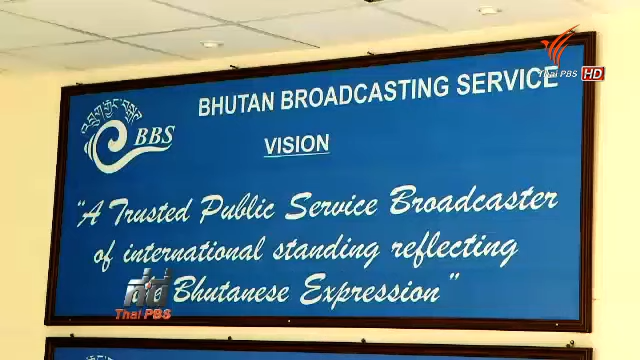 Thai PBS HD
BHUTAN BROADCASTING SERVICE
BBS
VISION
"A Trusted Public Service Broadcaster
of international standing reflecting
Bhutanese Expression"
Thai PBS